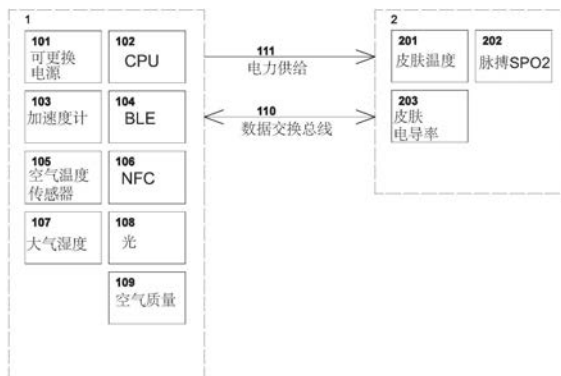 1
101
可更换
电源
102
CPU
103
加速度计
104
BLE
105
空气温度
传感器
106
NFC
107
大气湿度
108
光
109
空气质量
111
电力供给
110
数据交换总线
2
201
皮肤温度
202
脉搏SPO2
203
皮肤
电导率